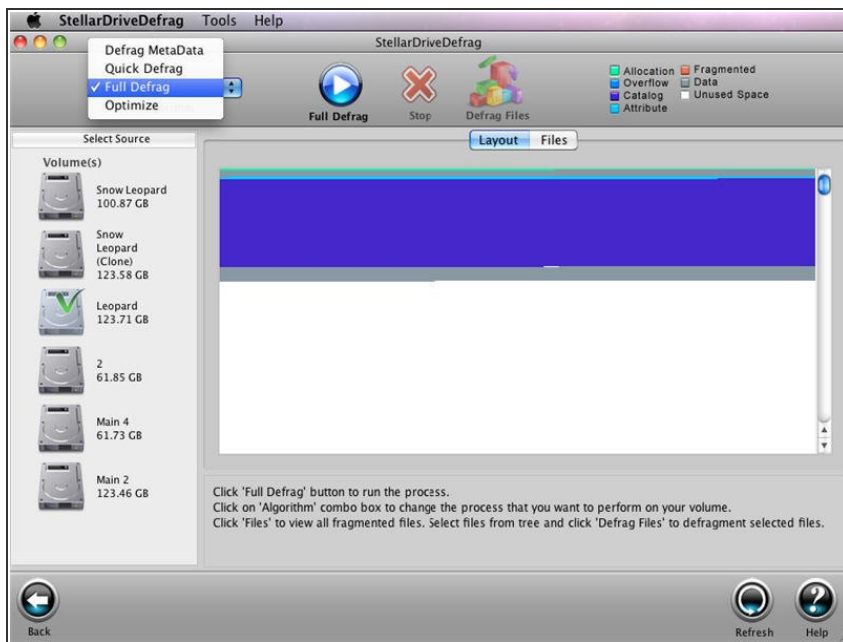 StellarDriveDefrag Tools Help
StellarDriveDefrag
Defrag MetaData
Quick Defrag
✓ Full Defrag
Optimize
Full Defrag
Stop
Defrag Files
Allocation
Overflow
Catalog
Attribute
Fragmented
Data
Unused Space
Select Source
Layout Files
Volume(s)
Snow Leopard
100.87 GB
Snow
Leopard
(Clone)
123.58 GB
Leopard
123.71 GB
2
61.85 GB
Main 4
61.73 GB
Main 2
123.46 GB
Click 'Full Defrag' button to run the process.
Click on 'Algorithm' combo box to change the process that you want to perform on your volume.
Click 'Files' to view all fragmented files. Select files from tree and click 'Defrag Files' to defragment selected files.
Back
Refresh
Help